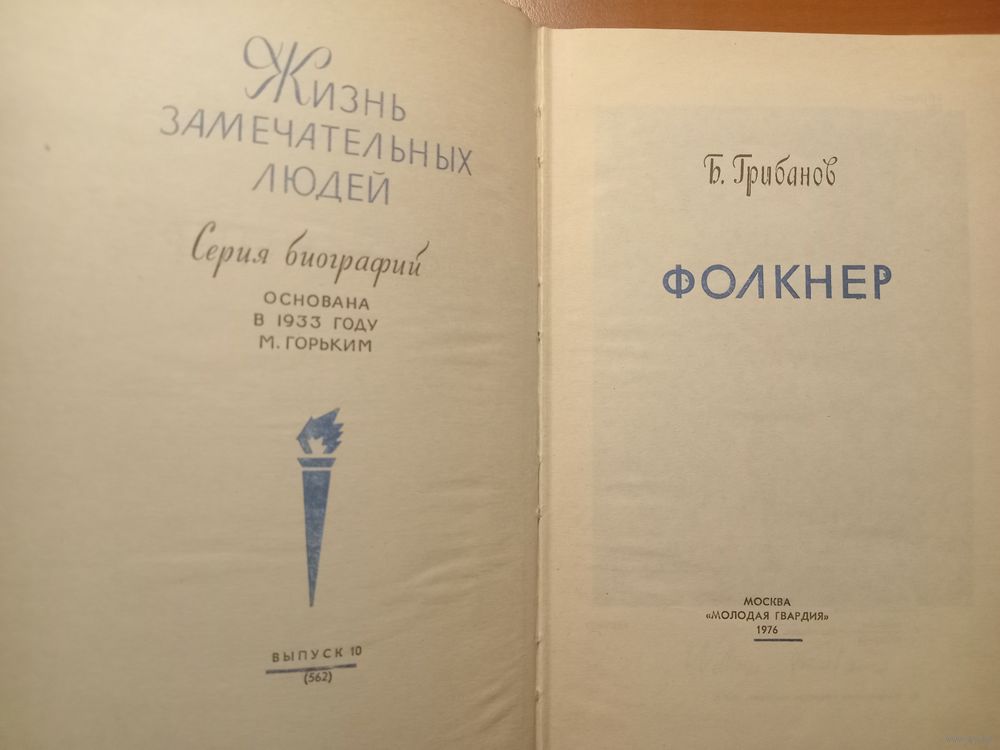 Жизнь
ЗАМЕЧАТЕЛЬНЫХ
ЛЮДЕЙ
Серия биографий
ОСНОВАНА
В 1933 ГОДУ
М. ГОРЬКИМ
ВЫПУСК 10
(562)
Б. Грибанов
ФОЛКНЕР
МОСКВА
«МОЛОДАЯ ГВАРДИЯ»
1976